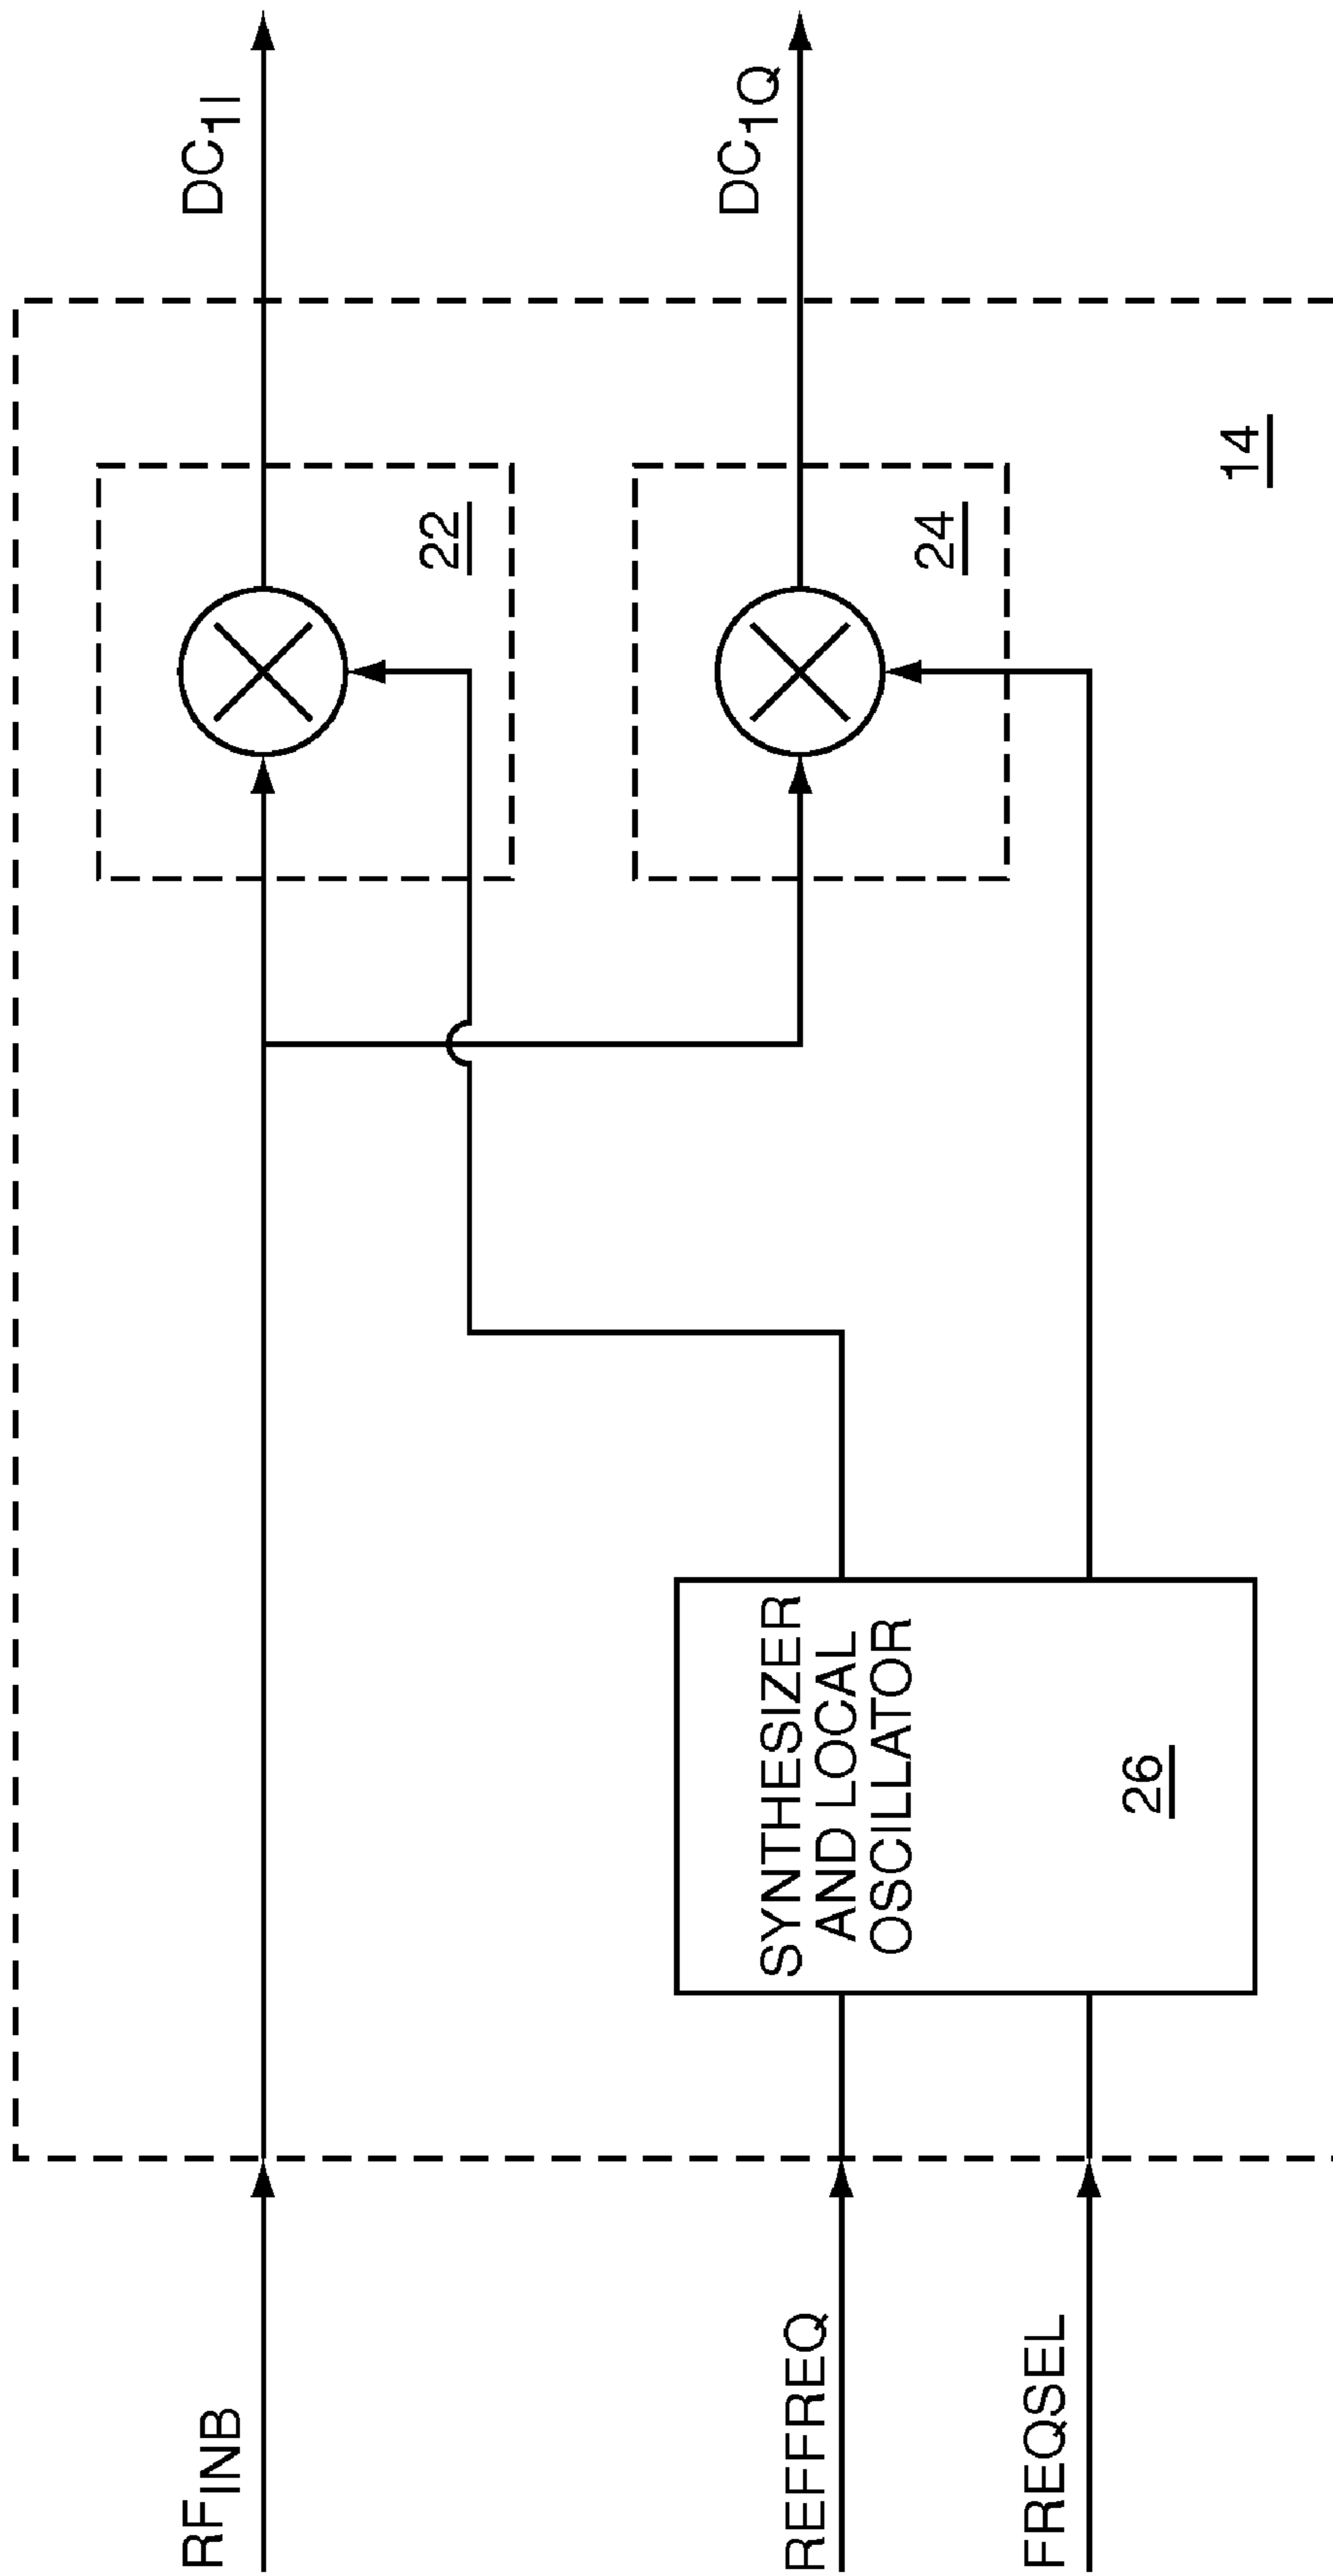 RFINB
DC1I
22
DC1Q
24
REFFREQ
SYNTHESIZER
AND LOCAL
OSCILLATOR
FREQSEL
26
14